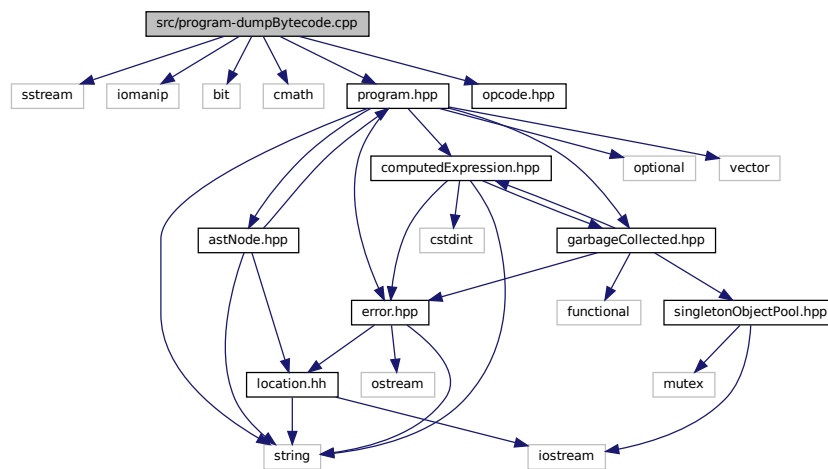 src/program-dumpBytecode.cpp
sstream
iomanip
bit
cmath
program.hpp
opcode.hpp
computedExpression.hpp
optional
vector
astNode.hpp
cstdint
garbageCollected.hpp
error.hpp
functional
singletonObjectPool.hpp
location.hh
ostream
mutex
string
iostream